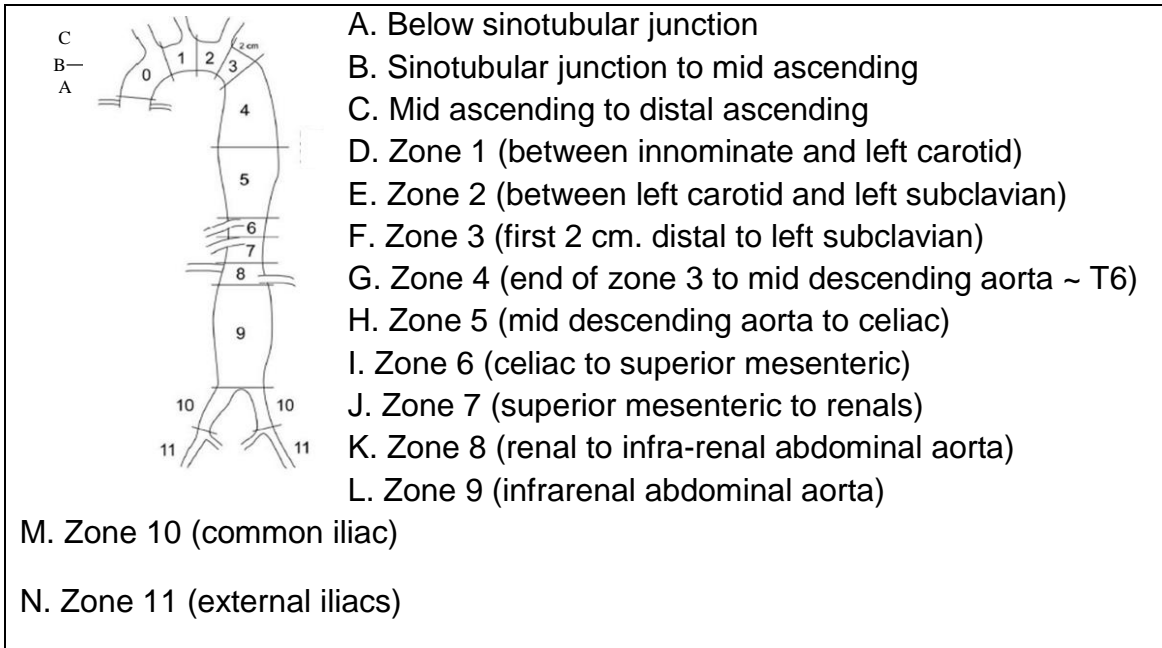 C
B—
A
0
1
2
3
2 cm
4
5
6
7
8
9
10
10
11
11
A. Below sinotubular junction
B. Sinotubular junction to mid ascending
C. Mid ascending to distal ascending
D. Zone 1 (between innominate and left carotid)
E. Zone 2 (between left carotid and left subclavian)
F. Zone 3 (first 2 cm. distal to left subclavian)
G. Zone 4 (end of zone 3 to mid descending aorta ~ T6)
H. Zone 5 (mid descending aorta to celiac)
I. Zone 6 (celiac to superior mesenteric)
J. Zone 7 (superior mesenteric to renals)
K. Zone 8 (renal to infra-renal abdominal aorta)
L. Zone 9 (infrarenal abdominal aorta)
M. Zone 10 (common iliac)
N. Zone 11 (external iliacs)